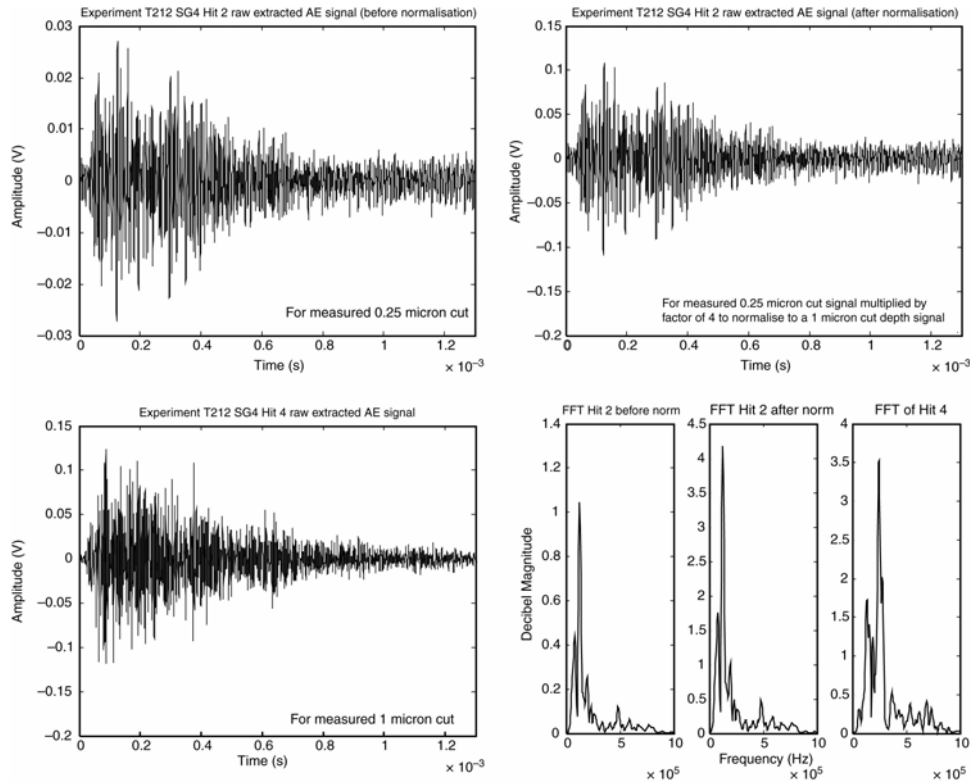 Experiment T212 SG4 Hit 2 raw extracted AE signal (before normalisation)
0.03
0.02
0.01
0
−0.01
−0.02
−0.03
Amplitude (V)
For measured 0.25 micron cut
0 0.2 0.4 0.6 0.8 1 1.2
Time (s)
× 10⁻³
Experiment T212 SG4 Hit 2 raw extracted AE signal (after normalisation)
0.15
0.1
0.05
0
−0.05
−0.1
−0.15
−0.2
Amplitude (V)
For measured 0.25 micron cut signal multiplied by
factor of 4 to normalise to a 1 micron cut depth signal
0 0.2 0.4 0.6 0.8 1 1.2
Time (s)
× 10⁻³
Experiment T212 SG4 Hit 4 raw extracted AE signal
0.15
0.1
0.05
0
−0.05
−0.1
−0.15
−0.2
Amplitude (V)
For measured 1 micron cut
0 0.2 0.4 0.6 0.8 1 1.2
Time (s)
× 10⁻³
FFT Hit 2 before norm
1.4
1.2
1
0.8
0.6
0.4
0.2
0
Decibel Magnitude
0 5 10
× 10⁵
FFT Hit 2 after norm
4.5
4
3.5
3
2.5
2
1.5
1
0.5
0
0 5 10
Frequency (Hz)
× 10⁵
FFT of Hit 4
4
3.5
3
2.5
2
1.5
1
0.5
0
0 5 10
× 10⁵